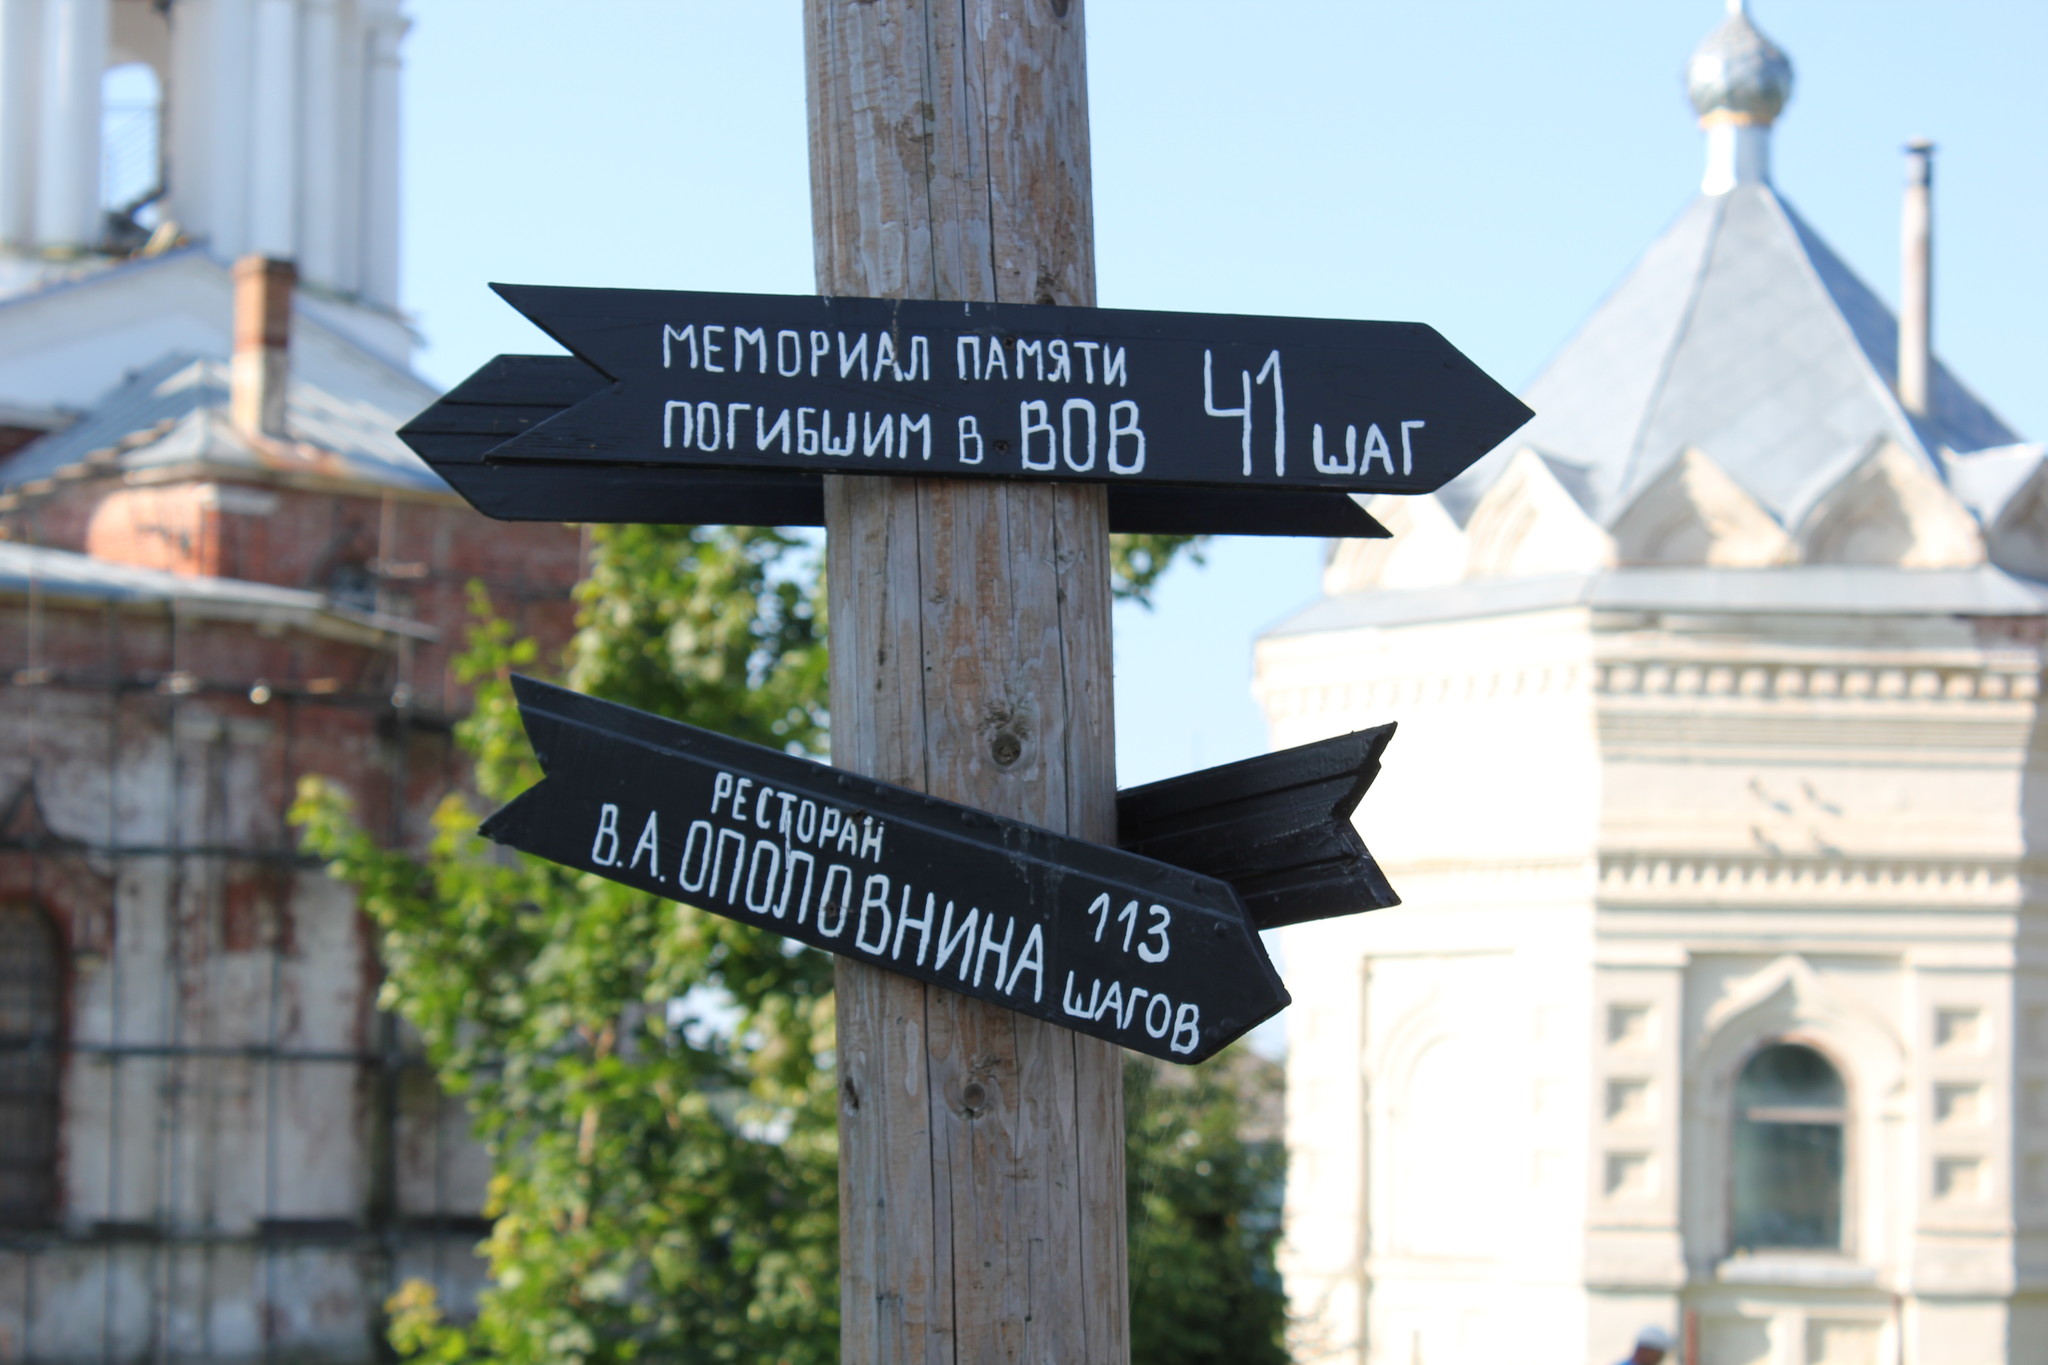 МЕМОРИАЛ ПАМЯТИ
ПОГИБШИМ В ВОВ 41 ШАГ
РЕСТОРАН
В.А. ОПОЛОВНИНА 113
ШАГОВ